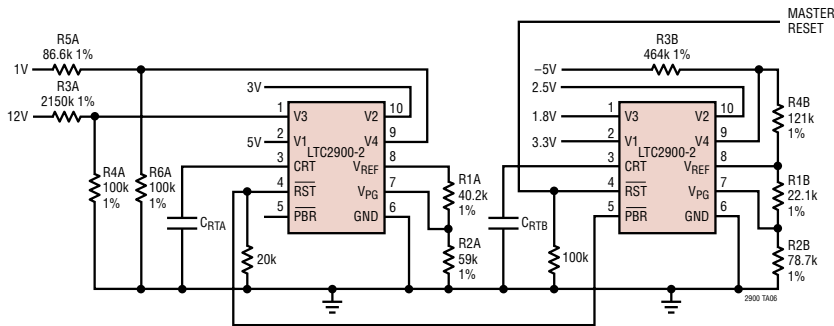 MASTER
RESET
R5A
86.6k 1%
1V
R3A
2150k 1%
12V
3V
5V
R4A
100k
1%
R6A
100k
1%
CRTA
20k
1
2
3
4
5
V3
V1
CRT
RST
PBR
LTC2900-2
V2
V4
VREF
VPG
GND
10
9
8
7
6
R1A
40.2k
1%
R2A
59k
1%
R3B
464k 1%
–5V
2.5V
1.8V
3.3V
CRTB
100k
1
2
3
4
5
V3
V1
CRT
RST
PBR
LTC2900-2
V2
V4
VREF
VPG
GND
10
9
8
7
6
R4B
121k
1%
R1B
22.1k
1%
R2B
78.7k
1%
2900 TA06